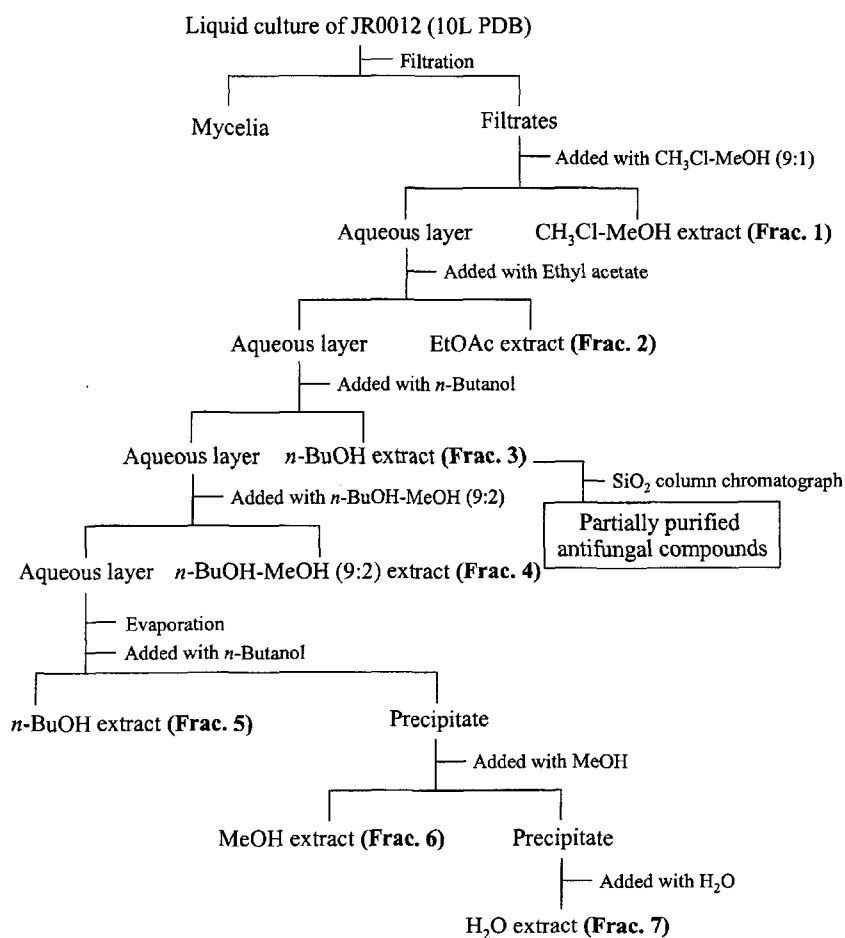 Liquid culture of JR0012 (10L PDB)
Filtration
Mycelia
Filtrates
Added with CH₃Cl-MeOH (9:1)
Aqueous layer
CH₃Cl-MeOH extract (Frac. 1)
Added with Ethyl acetate
Aqueous layer
EtOAc extract (Frac. 2)
Added with n-Butanol
Aqueous layer
n-BuOH extract (Frac. 3)
SiO₂ column chromatograph
Added with n-BuOH-MeOH (9:2)
Partially purified
antifungal compounds
Aqueous layer
n-BuOH-MeOH (9:2) extract (Frac. 4)
Evaporation
Added with n-Butanol
n-BuOH extract (Frac. 5)
Precipitate
Added with MeOH
MeOH extract (Frac. 6)
Precipitate
Added with H₂O
H₂O extract (Frac. 7)